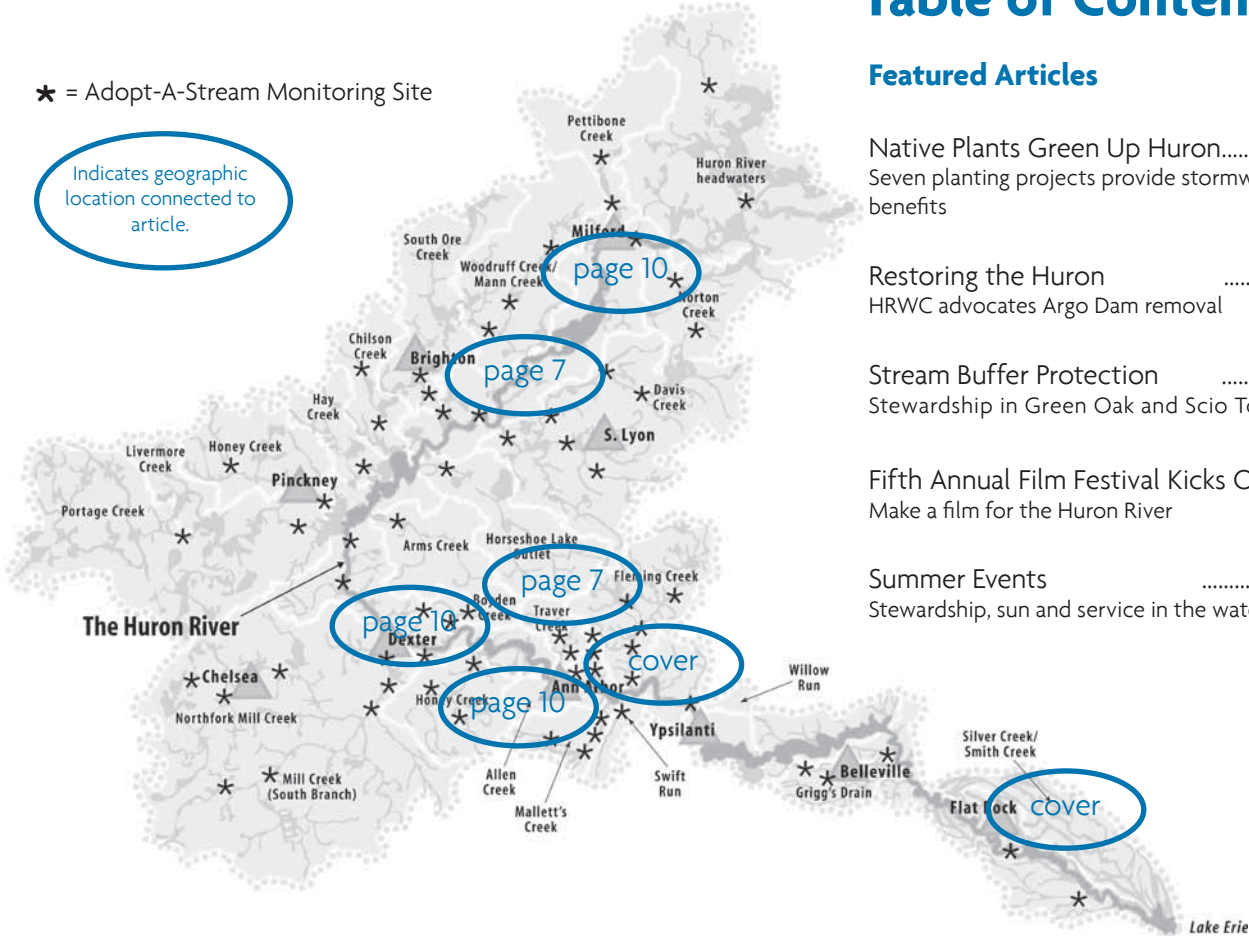 ★ = Adopt-A-Stream Monitoring Site
Indicates geographic
location connected to
article.
Pettibone
Creek
Huron River
headwaters
Milford
South Ore
Creek
Woodruff Creek/
Mann Creek
page 10
Norton
Creek
Chilson
Creek
Brighton
page 7
Davis
Creek
Hay
Creek
S. Lyon
Livermore
Creek
Honey Creek
Pinckney
Portage Creek
Arms Creek
Horseshoe Lake
Outlet
page 7
Fleming Creek
The Huron River
page 10
Dexter
Boyden
Creek
Traver
Creek
cover
Chelsea
Northfork Mill Creek
Honey Creek
page 10
Ann Arbor
Willow
Run
Ypsilanti
Mill Creek
(South Branch)
Allen
Creek
Mallett's
Creek
Swift
Run
Belleville
Grigg's Drain
Silver Creek/
Smith Creek
Flat Rock
cover
Lake Erie
Table of Conten
Featured Articles
Native Plants Green Up Huron.....
Seven planting projects provide stormw
benefits
Restoring the Huron .....
HRWC advocates Argo Dam removal
Stream Buffer Protection .....
Stewardship in Green Oak and Scio To
Fifth Annual Film Festival Kicks O
Make a film for the Huron River
Summer Events .........
Stewardship, sun and service in the wate